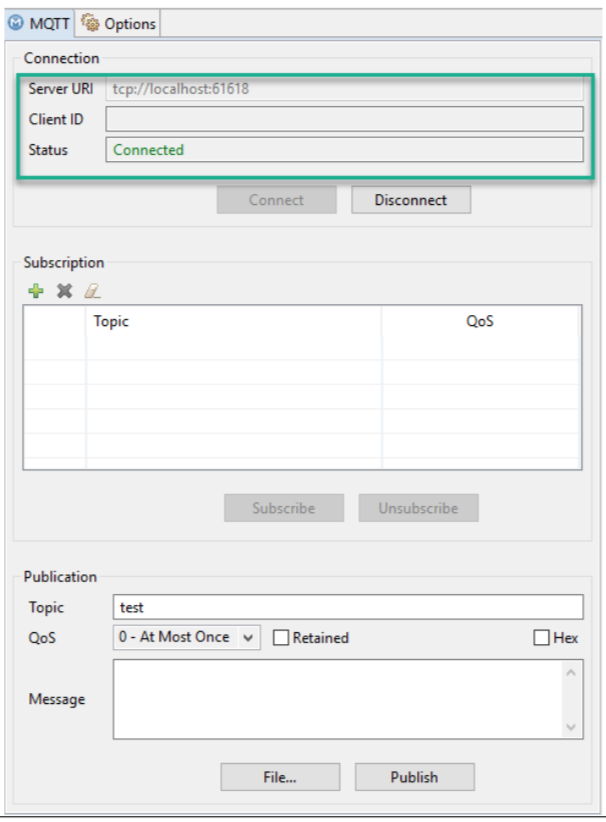 MQTT Options
Connection
Server URI tcp://localhost:61618
Client ID
Status Connected
Connect Disconnect
Subscription
Topic QoS
Subscribe Unsubscribe
Publication
Topic test
QoS 0 - At Most Once Retained Hex
Message
File... Publish